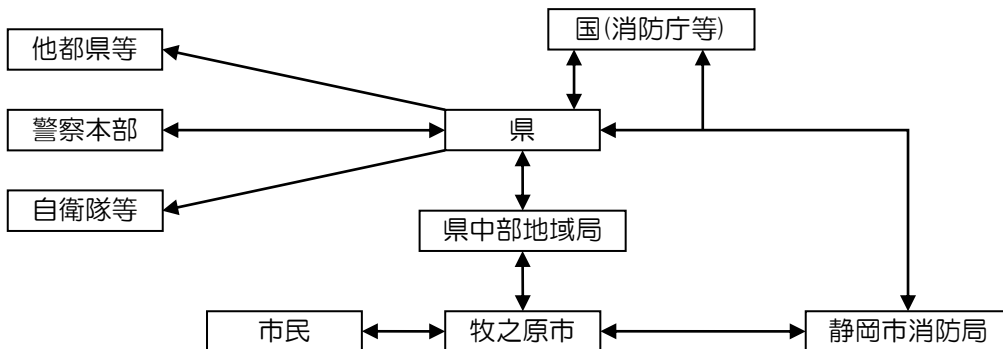 国(消防庁等)
他都県等
警察本部
県
自衛隊等
県中部地域局
市民
牧之原市
静岡市消防局